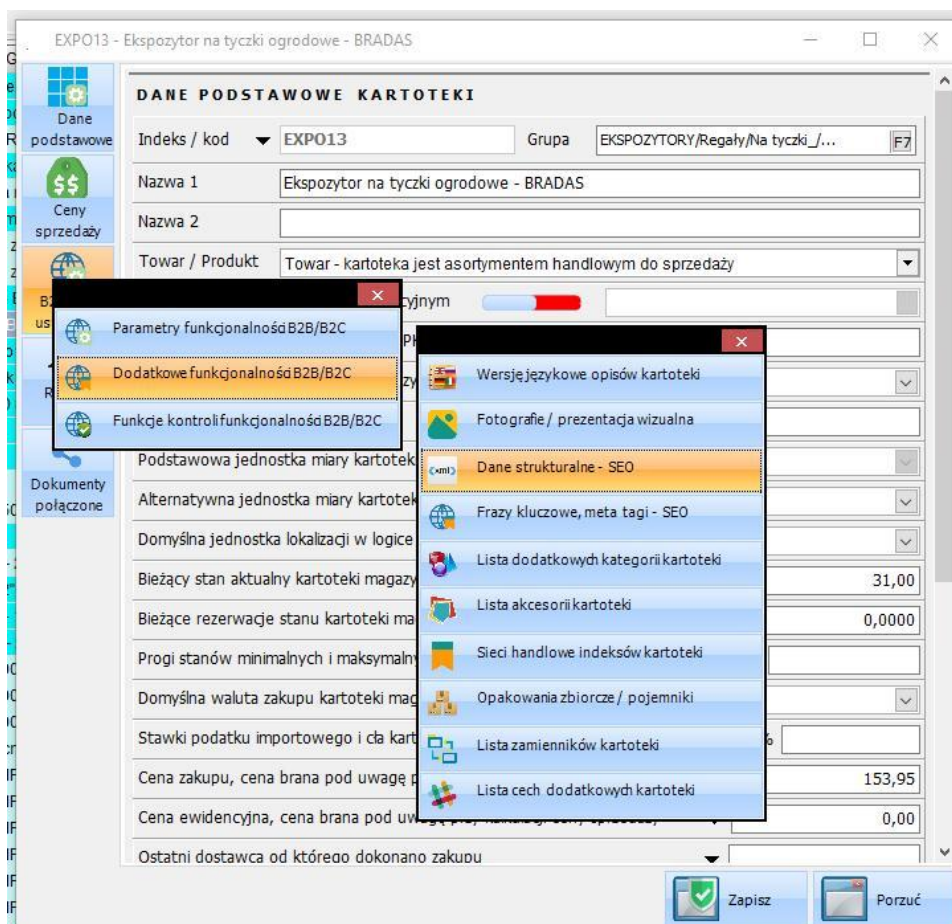 EXPO13 - Ekspozytor na tyczki ogrodowe - BRADAS
Dane
podstawowe
Ceny
sprzedaży
Dokumenty
połączone
DANE PODSTAWOWE KARTOTEKI
Indeks / kod EXPO13 Grupa EKSPOZYTORY/Regały/Na tyczki_/... F7
Nazwa 1 Ekspozytor na tyczki ogrodowe - BRADAS
Nazwa 2
Towar / Produkt Towar - kartoteka jest asortymentem handlowym do sprzedaży
cyjnym
Parametry funkcjonalności B2B/B2C
Dodatkowe funkcjonalności B2B/B2C
Funkcje kontroli funkcjonalności B2B/B2C
Wersje językowe opisów kartoteki
Fotografie / prezentacja wizualna
<xml> Dane strukturalne - SEO
Frazy kluczowe, meta tagi - SEO
Lista dodatkowych kategorii kartoteki
Lista akcesorii kartoteki
Sieci handlowe indeksów kartoteki
Opakowania zbiorcze / pojemniki
Lista zamienników kartoteki
Lista cech dodatkowych kartoteki
Podstawowa jednostka miary kartotek
Alternatywna jednostka miary kartotek
Domyślna jednostka lokalizacji w logice
Bieżący stan aktualny kartoteki magazy 31,00
Bieżące rezerwacje stanu kartoteki ma 0,0000
Progi stanów minimalnych i maksymaln
Domyślna waluta zakupu kartoteki mag
Stawki podatku importowego i cła kart %
Cena zakupu, cena brana pod uwagę p 153,95
Cena ewidencyjna, cena brana pod uw 0,00
Ostatni dostawca od którego dokonano zakupu
Zapisz Porzuć